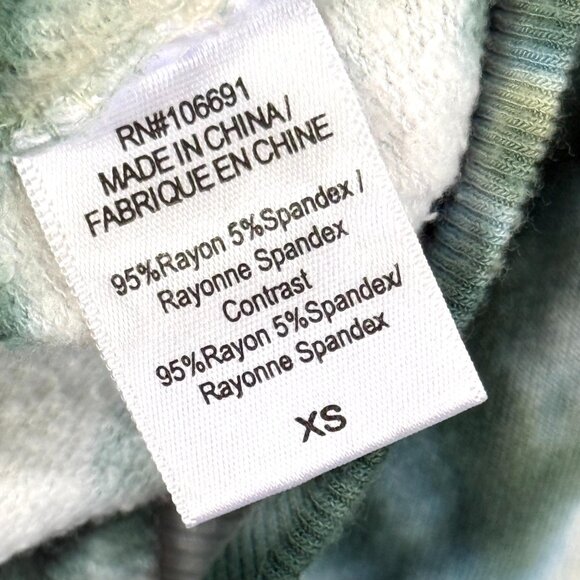 RN#106691
MADE IN CHINA/
FABRIQUE EN CHINE
95%Rayon 5%Spandex /
Rayonne Spandex
Contrast
95%Rayon 5%Spandex/
Rayonne Spandex
XS